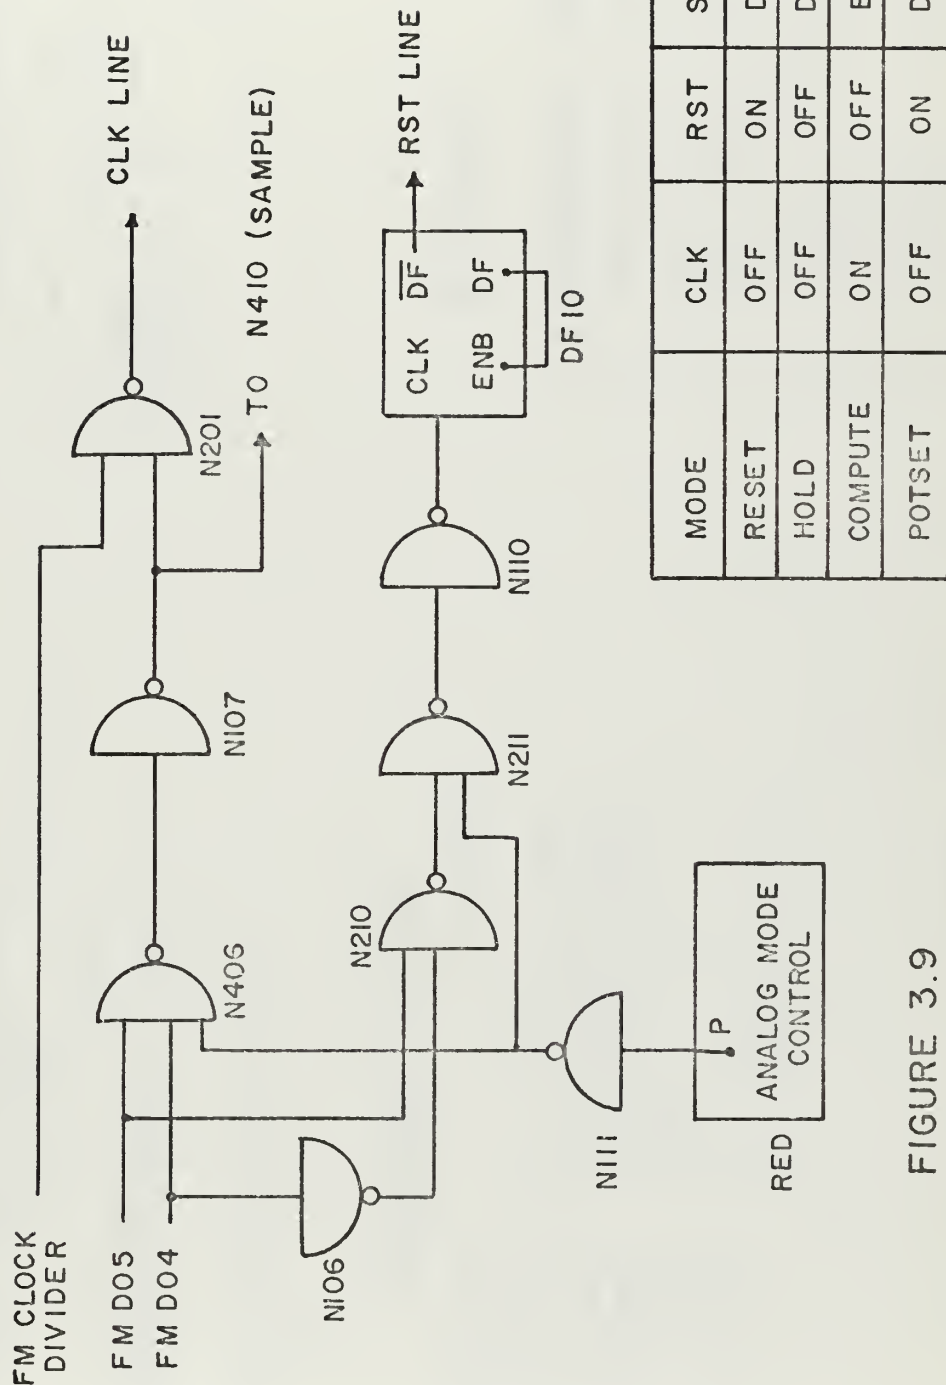 FM CLOCK
DIVIDER
FM D05
FM D04
N106
N406
N107
N201
CLK LINE
TO N410 (SAMPLE)
N111
P
ANALOG MODE
CONTROL
RED
N210
N211
N110
CLK DF
ENB DF
DF10
RST LINE
MODE CLK RST S
RESET OFF ON D
HOLD OFF OFF D
COMPUTE ON OFF E
POTSET OFF ON D
FIGURE 3.9